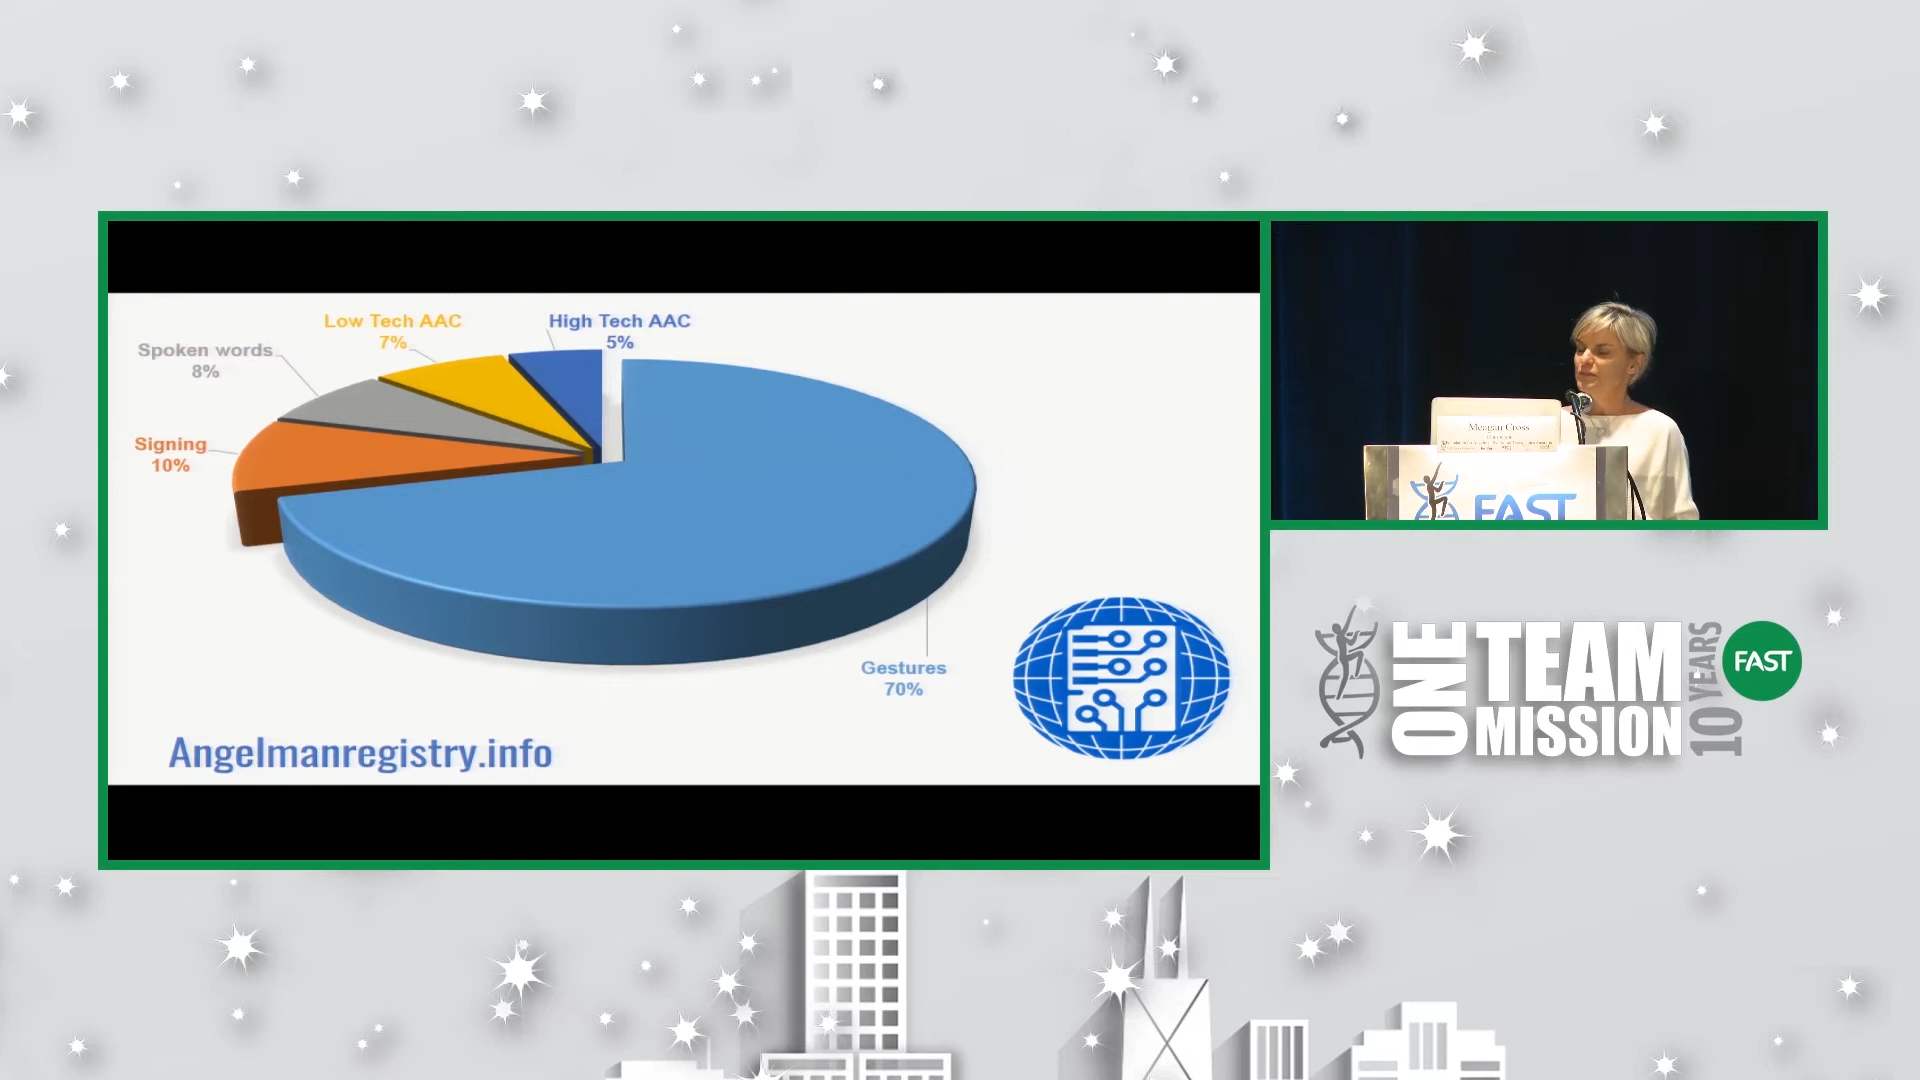 Low Tech AAC
7%
High Tech AAC
5%
Spoken words
8%
Signing
10%
Gestures
70%
Angelmanregistry.info
Meagan Cross
FAST
ONE
TEAM
MISSION
10 YEARS
FAST